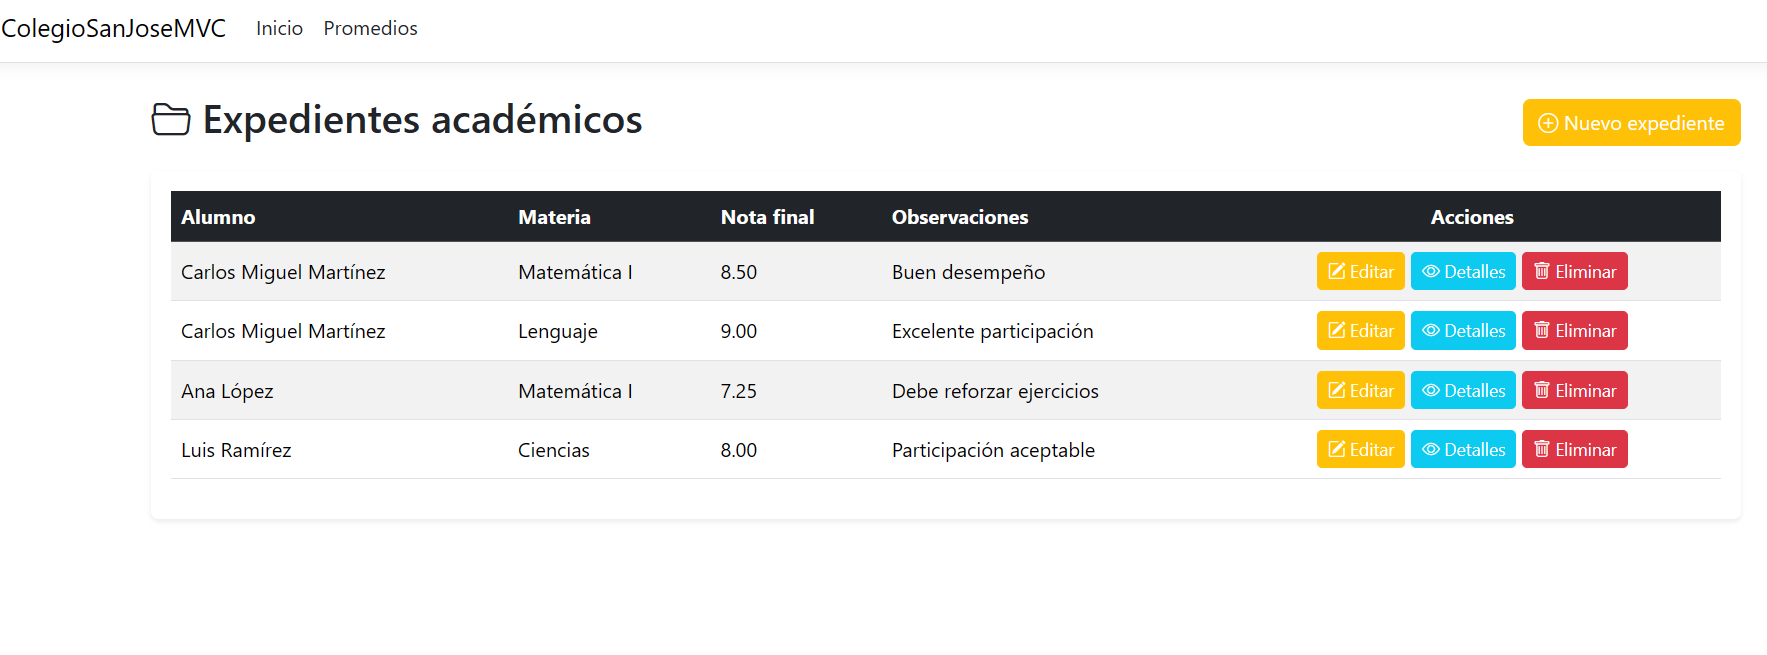 ColegioSanJoseMVC Inicio Promedios
Expedientes académicos
Nuevo expediente
Alumno Materia Nota final Observaciones Acciones
Carlos Miguel Martínez Matemática I 8.50 Buen desempeño Editar Detalles Eliminar
Carlos Miguel Martínez Lenguaje 9.00 Excelente participación Editar Detalles Eliminar
Ana López Matemática I 7.25 Debe reforzar ejercicios Editar Detalles Eliminar
Luis Ramírez Ciencias 8.00 Participación aceptable Editar Detalles Eliminar